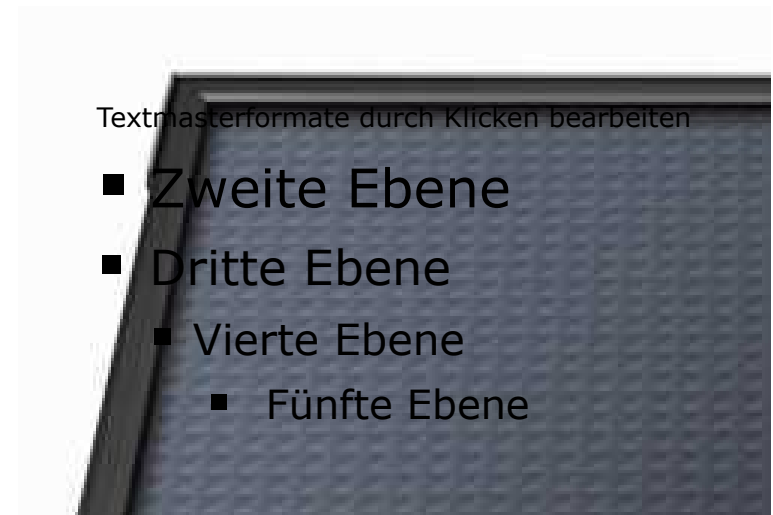 Textmasterformate durch Klicken bearbeiten
Zweite Ebene
Dritte Ebene
Vierte Ebene
Fünfte Ebene